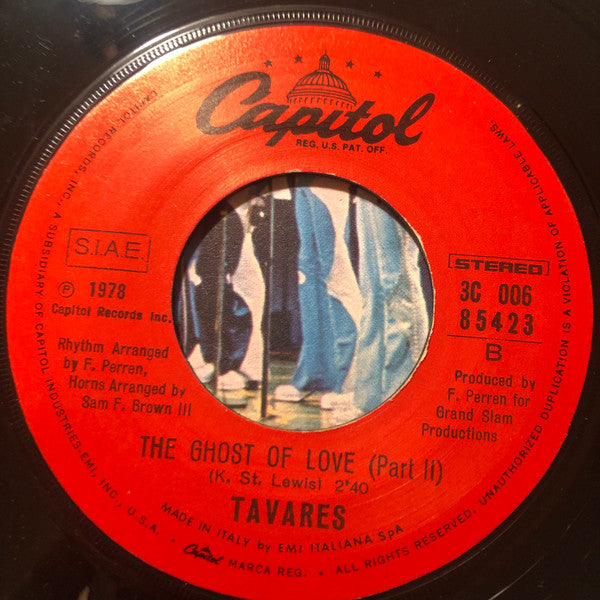 Capitol
REG. U.S. PAT. OFF.
S.I.A.E.
℗ 1978
Capitol Records Inc.
Rhythm Arranged
by F. Perren,
Horns Arranged by
Sam F. Brown III
STEREO
3C 006
85423
B
Produced by
F. Perren for
Grand Slam
Productions
THE GHOST OF LOVE (Part II)
(K. St. Lewis) 2"40
TAVARES
MADE IN ITALY by EMI ITALIANA SpA
Capitol MARCA REG. · ALL RIGHTS RESERVED. UNAUTHORIZED DUPLICATION IS A VIOLATION OF APPLICABLE LAWS.
CAPITOL RECORDS, INC., A SUBSIDIARY OF CAPITOL INDUSTRIES-EMI, INC., U.S.A.